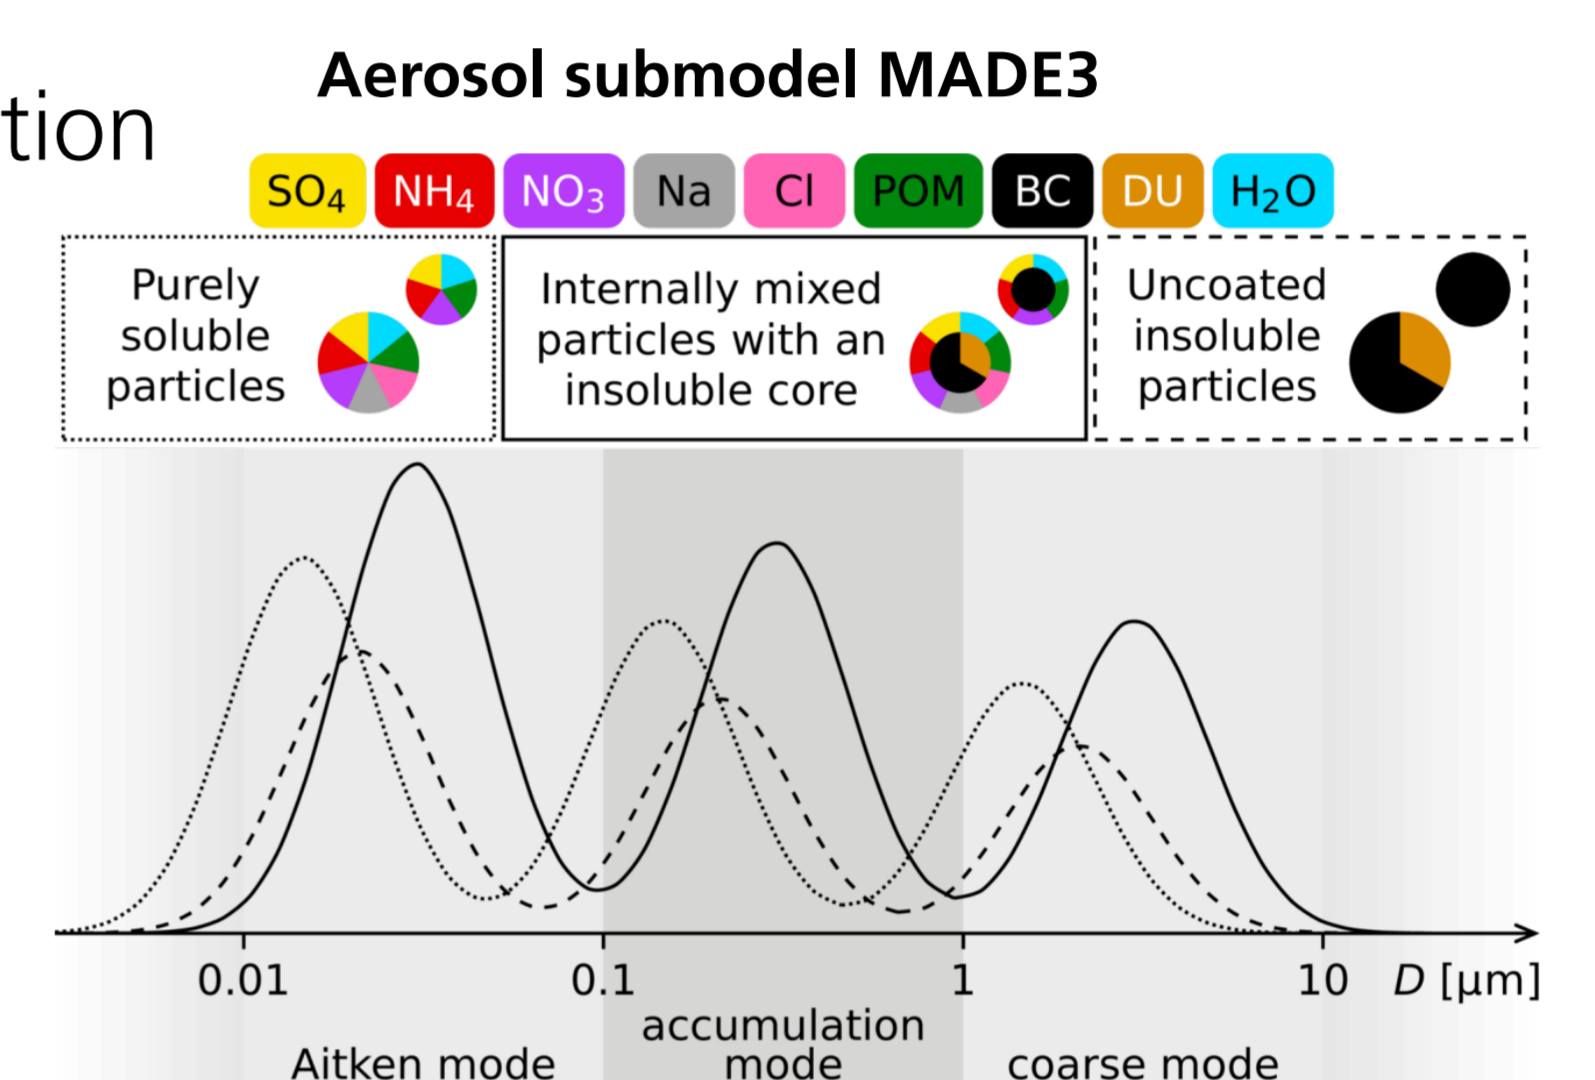 Aerosol submodel MADE3
tion
SO₄ NH₄ NO₃ Na Cl POM BC DU H₂O
Purely
soluble
particles
Internally mixed
particles with an
insoluble core
Uncoated
insoluble
particles
0.01 0.1 1 10 D [µm]
Aitken mode
accumulation
mode
coarse mode